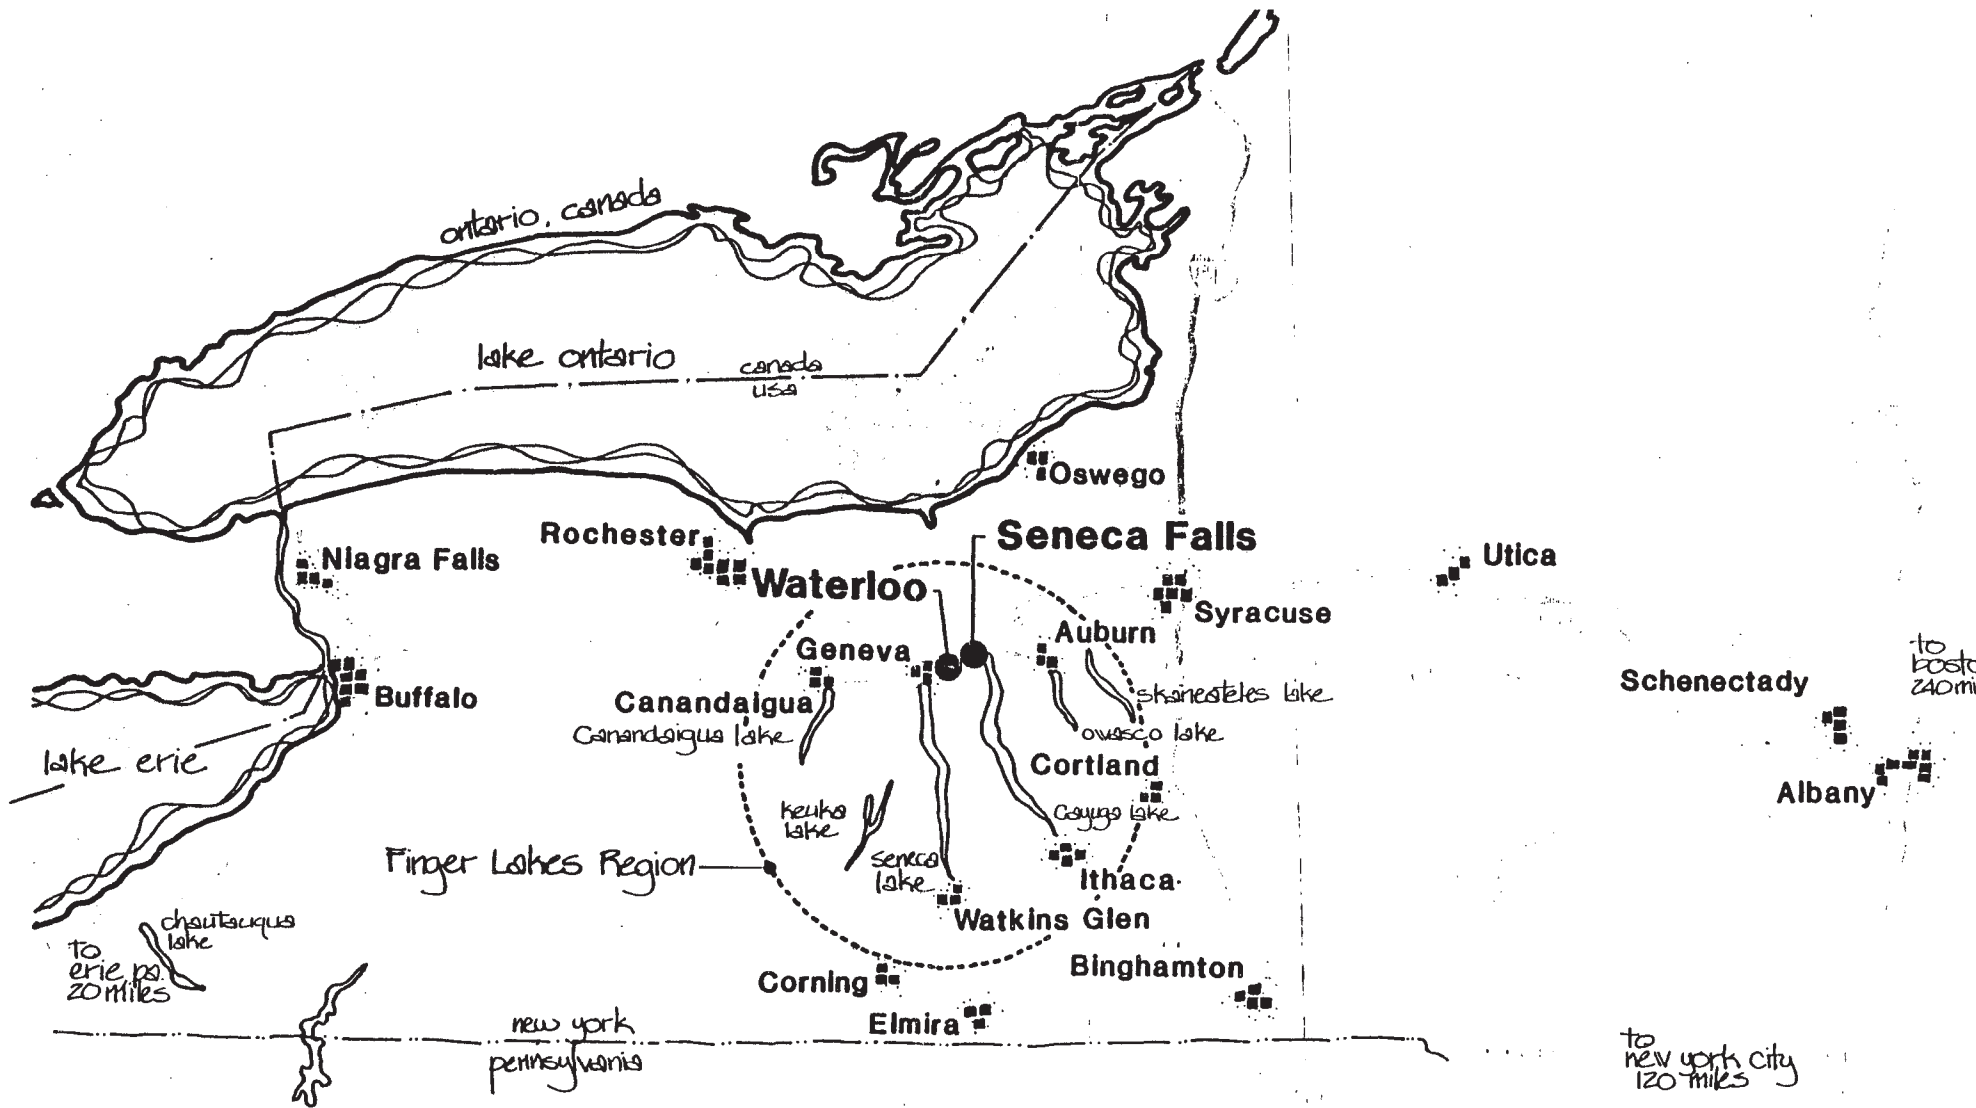 ontario, canada
lake ontario
canada
usa
Oswego
Rochester
Seneca Falls
Niagra Falls
Waterloo
Utica
Syracuse
Auburn
Geneva
to
240 mi
Schenectady
Buffalo
Canandaigua
skaneateles lake
Canandaigua lake
owasco lake
lake erie
Cortland
Albany
keuka
lake
Cayuga lake
Finger Lakes Region
seneca
lake
Ithaca
Watkins Glen
chautauqua
lake
to
erie pa.
20 miles
Corning
Binghamton
Elmira
new york
pennsylvania
to
new york city
120 miles